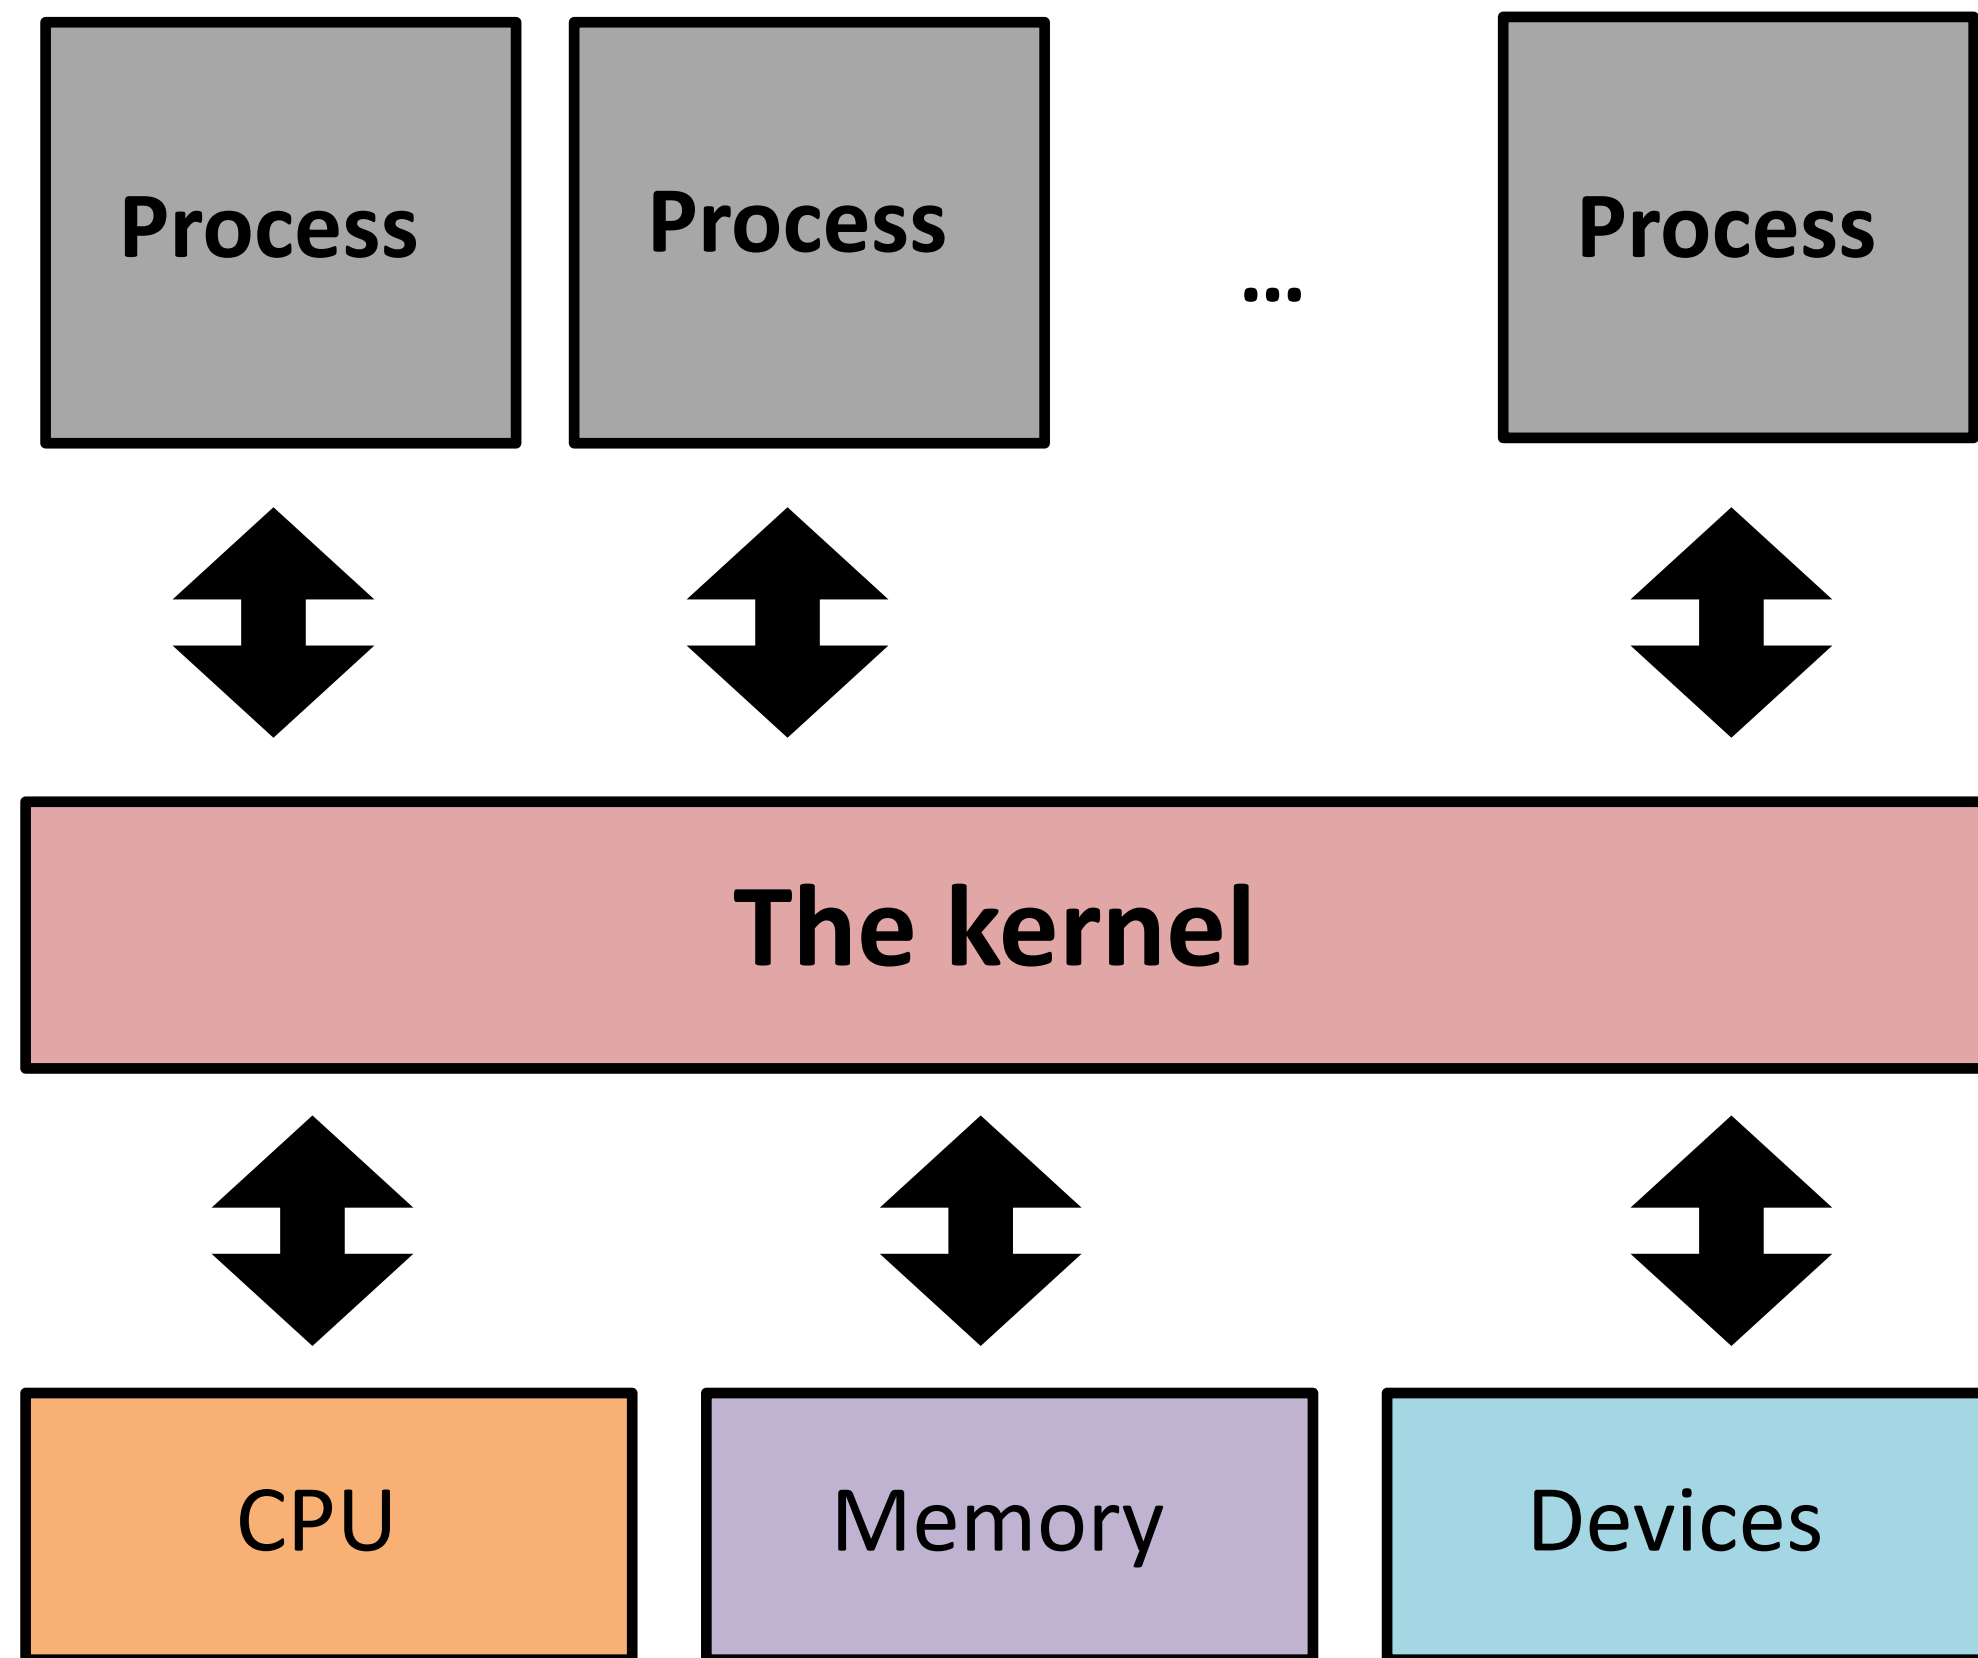 Process
Process
...
Process
The kernel
CPU
Memory
Devices